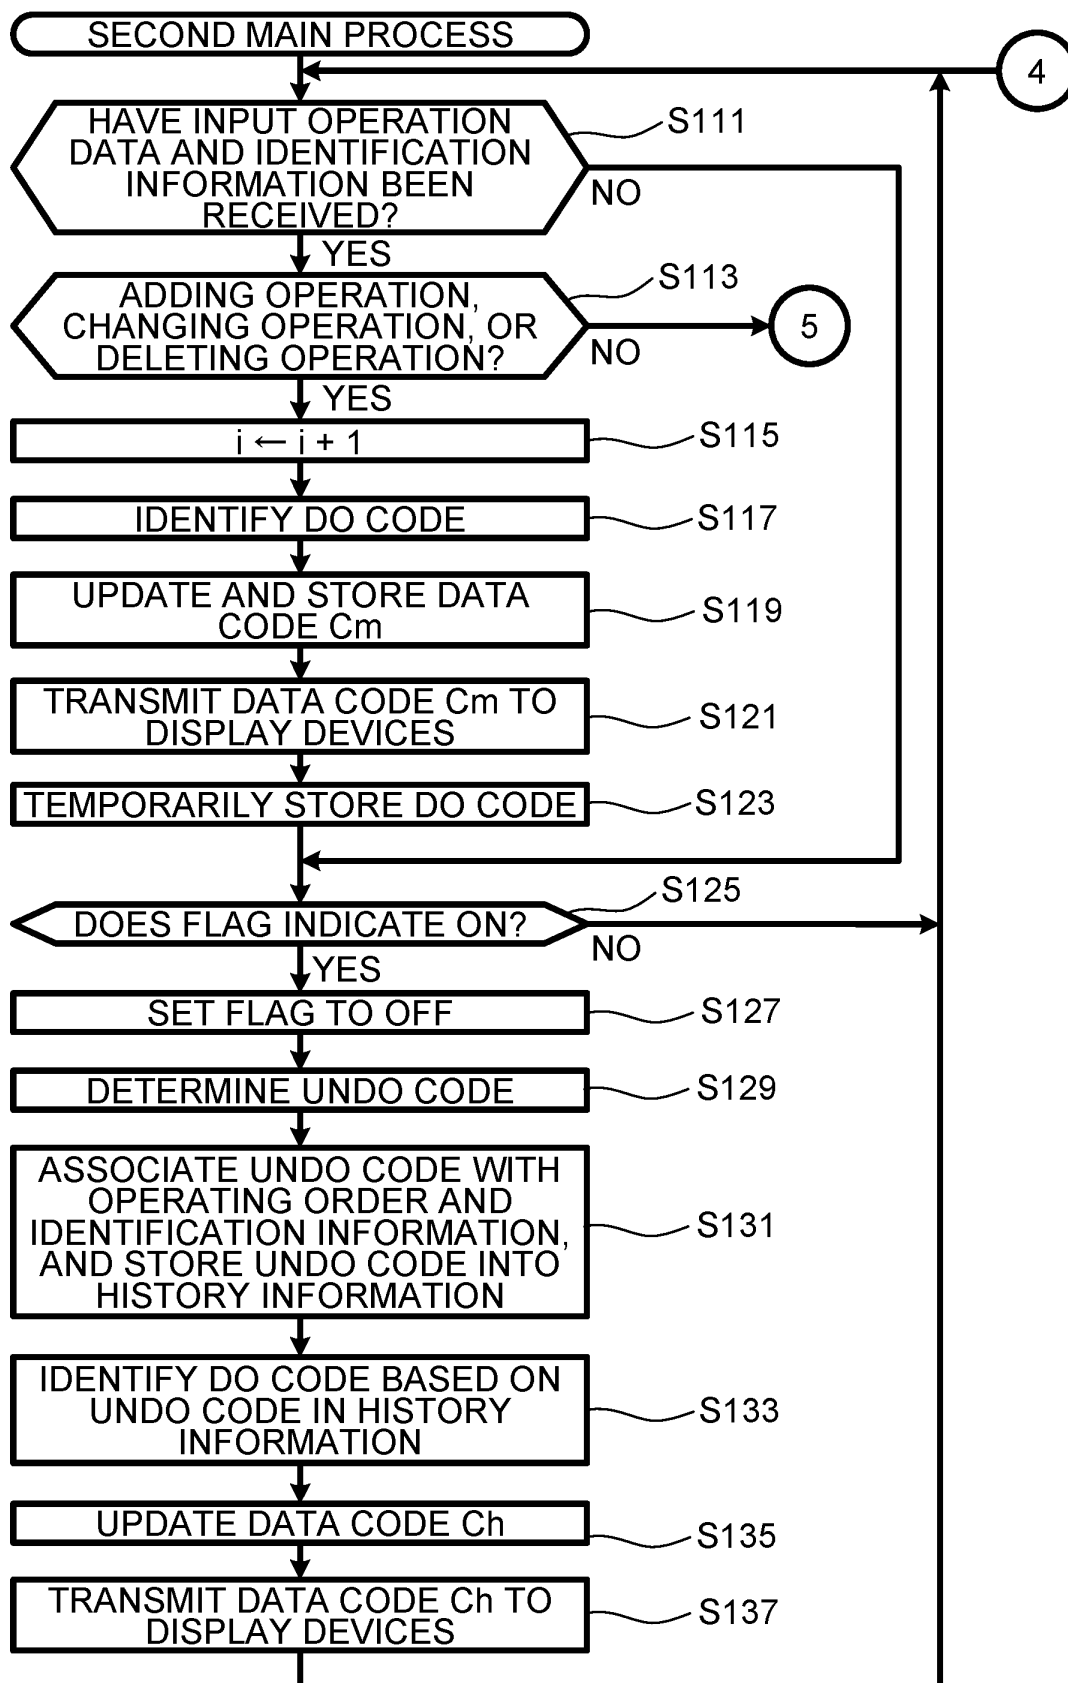 SECOND MAIN PROCESS
4
HAVE INPUT OPERATION
DATA AND IDENTIFICATION
INFORMATION BEEN
RECEIVED?
S111
NO
YES
ADDING OPERATION,
CHANGING OPERATION, OR
DELETING OPERATION?
S113
NO
5
YES
i ← i + 1
S115
IDENTIFY DO CODE
S117
UPDATE AND STORE DATA
CODE Cm
S119
TRANSMIT DATA CODE Cm TO
DISPLAY DEVICES
S121
TEMPORARILY STORE DO CODE
S123
DOES FLAG INDICATE ON?
S125
NO
YES
SET FLAG TO OFF
S127
DETERMINE UNDO CODE
S129
ASSOCIATE UNDO CODE WITH
OPERATING ORDER AND
IDENTIFICATION INFORMATION,
AND STORE UNDO CODE INTO
HISTORY INFORMATION
S131
IDENTIFY DO CODE BASED ON
UNDO CODE IN HISTORY
INFORMATION
S133
UPDATE DATA CODE Ch
S135
TRANSMIT DATA CODE Ch TO
DISPLAY DEVICES
S137